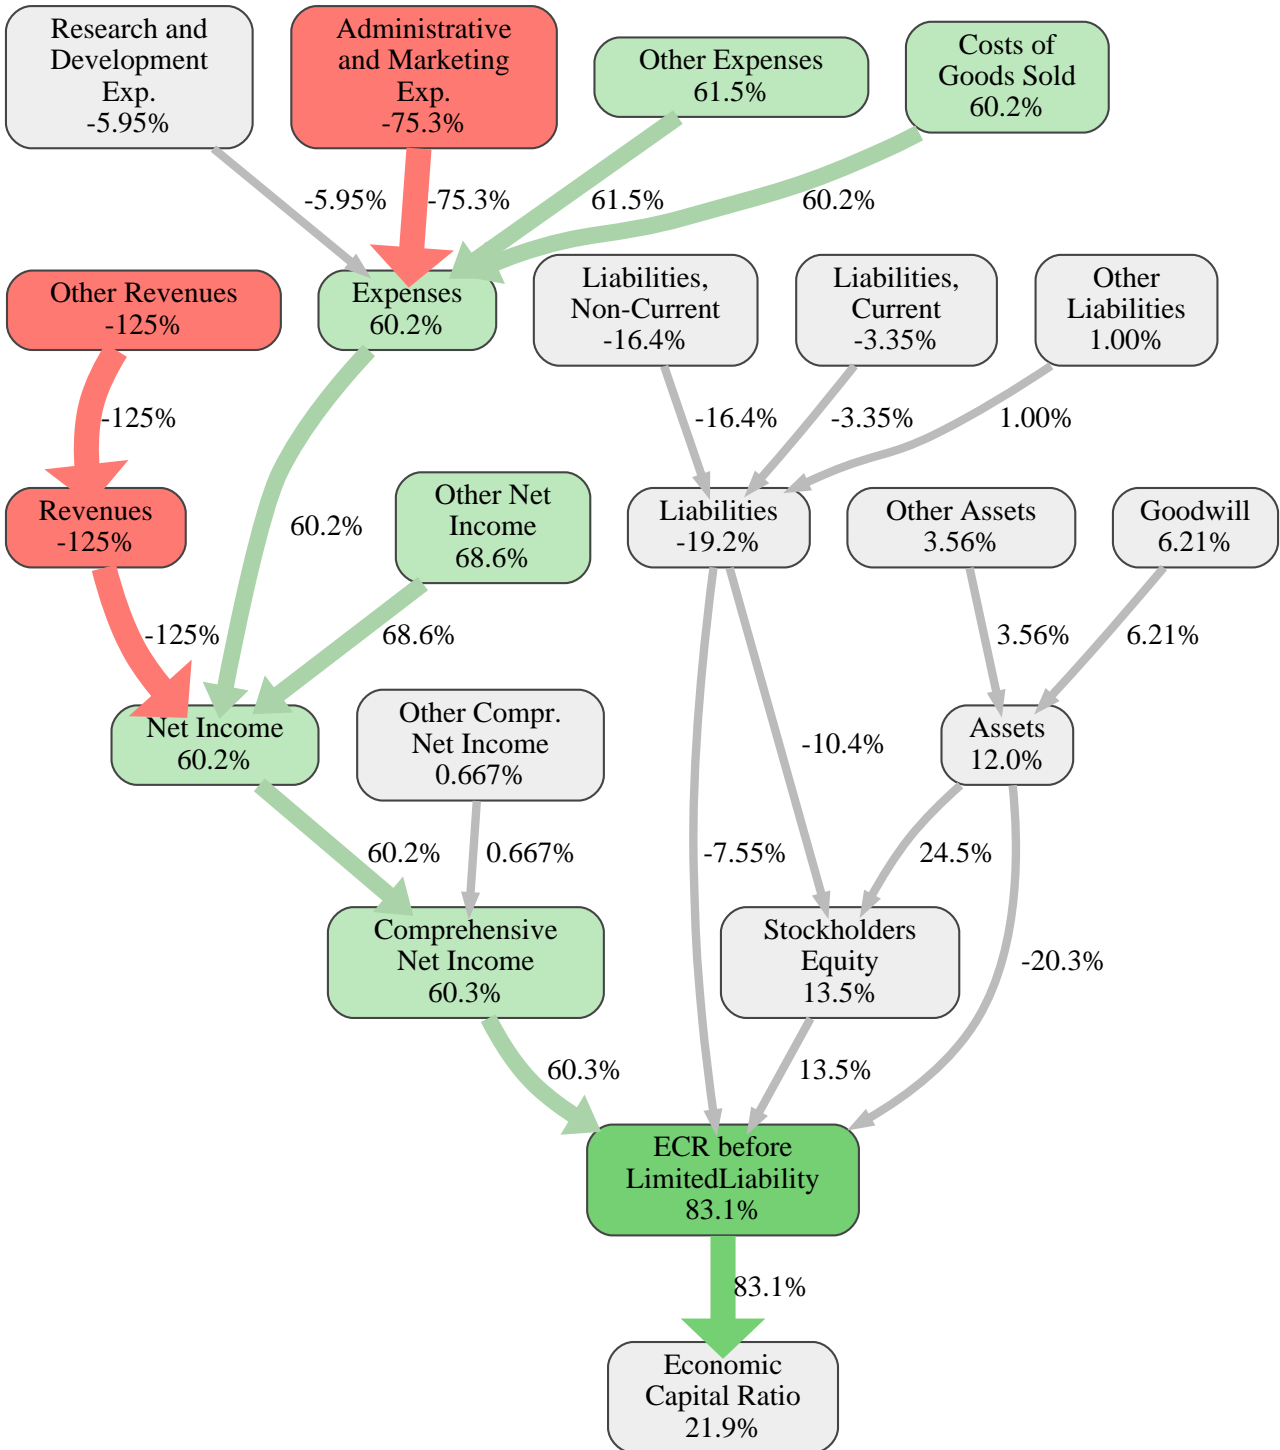 Research and
Development
Exp.
-5.95%
Administrative
and Marketing
Exp.
-75.3%
Other Expenses
61.5%
Costs of
Goods Sold
60.2%
-5.95%
-75.3%
61.5%
60.2%
Other Revenues
-125%
Expenses
60.2%
Liabilities,
Non-Current
-16.4%
Liabilities,
Current
-3.35%
Other
Liabilities
1.00%
-125%
-16.4%
-3.35%
1.00%
Revenues
-125%
60.2%
Other Net
Income
68.6%
Liabilities
-19.2%
Other Assets
3.56%
Goodwill
6.21%
-125%
68.6%
3.56%
6.21%
Net Income
60.2%
Other Compr.
Net Income
0.667%
-10.4%
Assets
12.0%
60.2%
0.667%
-7.55%
24.5%
Comprehensive
Net Income
60.3%
Stockholders
Equity
13.5%
-20.3%
60.3%
13.5%
ECR before
LimitedLiability
83.1%
83.1%
Economic
Capital Ratio
21.9%